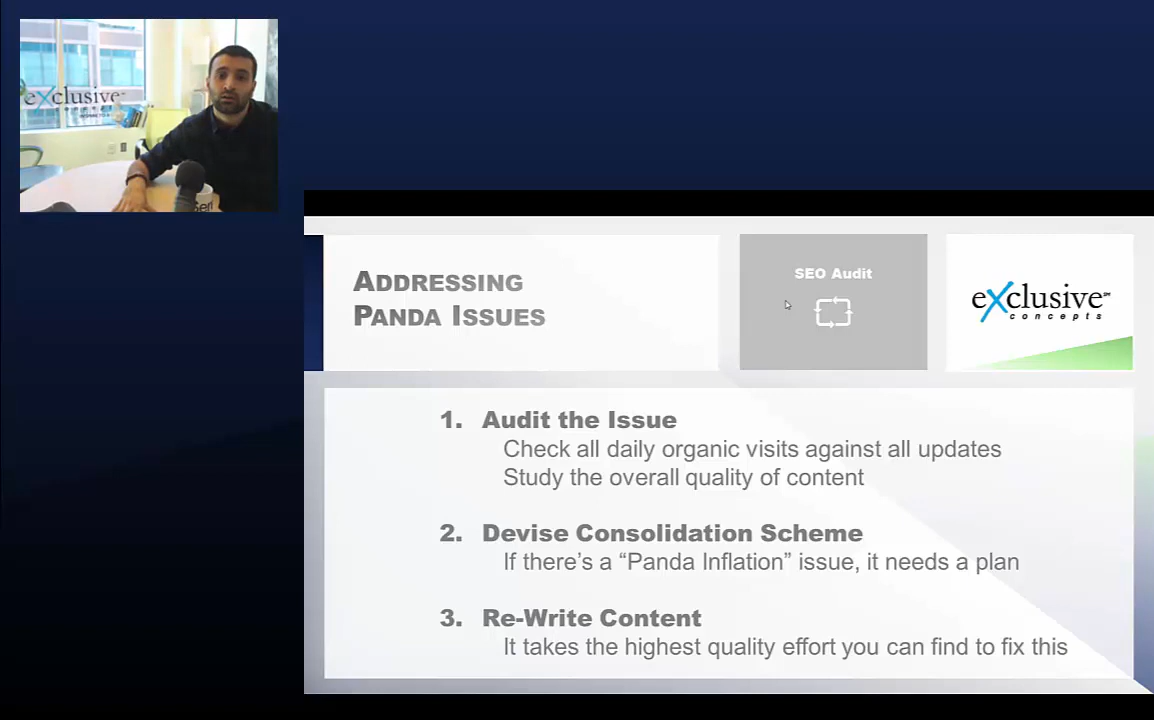 eXclusive
ADDRESSING
PANDA ISSUES
SEO Audit
eXclusive℠
concepts
1. Audit the Issue
Check all daily organic visits against all updates
Study the overall quality of content
2. Devise Consolidation Scheme
If there's a “Panda Inflation” issue, it needs a plan
3. Re-Write Content
It takes the highest quality effort you can find to fix this